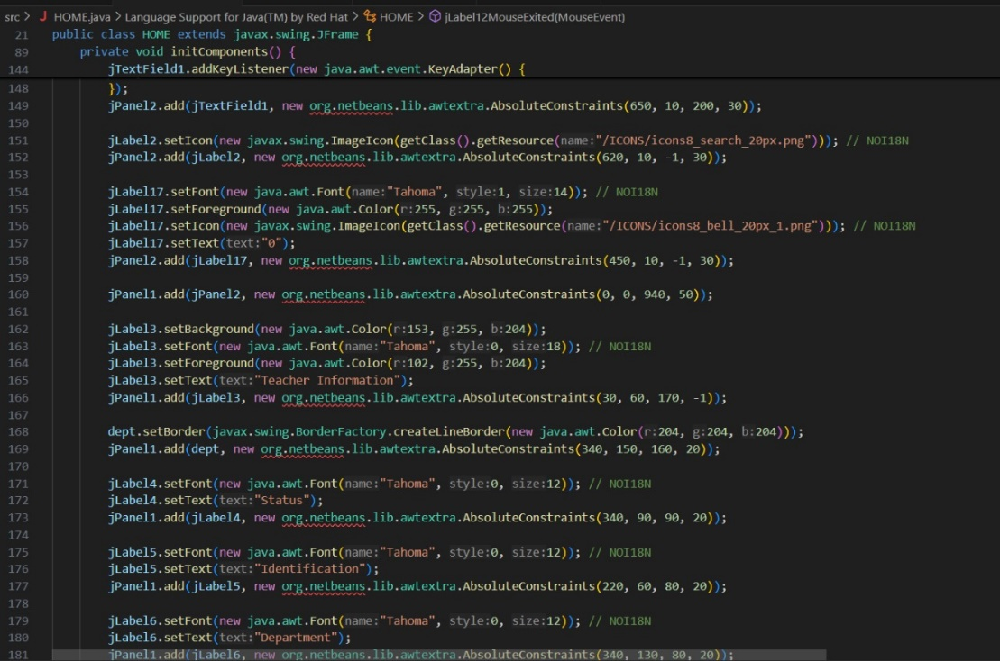 src > J HOME.java > Language Support for Java(TM) by Red Hat > HOME > jLabel12MouseExited(MouseEvent)
21 public class HOME extends javax.swing.JFrame {
89 private void initComponents() {
144 jTextField1.addKeyListener(new java.awt.event.KeyAdapter() {
148 });
149 jPanel2.add(jTextField1, new org.netbeans.lib.awtextra.AbsoluteConstraints(650, 10, 200, 30));
150
151 jLabel2.setIcon(new javax.swing.ImageIcon(getClass().getResource(name:"/ICONS/icons8_search_20px.png"))); // NOI18N
152 jPanel2.add(jLabel2, new org.netbeans.lib.awtextra.AbsoluteConstraints(620, 10, -1, 30));
153
154 jLabel17.setFont(new java.awt.Font(name:"Tahoma", style:1, size:14)); // NOI18N
155 jLabel17.setForeground(new java.awt.Color(r:255, g:255, b:255));
156 jLabel17.setIcon(new javax.swing.ImageIcon(getClass().getResource(name:"/ICONS/icons8_bell_20px_1.png"))); // NOI18N
157 jLabel17.setText(text:"0");
158 jPanel2.add(jLabel17, new org.netbeans.lib.awtextra.AbsoluteConstraints(450, 10, -1, 30));
159
160 jPanel1.add(jPanel2, new org.netbeans.lib.awtextra.AbsoluteConstraints(0, 0, 940, 50));
161
162 jLabel3.setBackground(new java.awt.Color(r:153, g:255, b:204));
163 jLabel3.setFont(new java.awt.Font(name:"Tahoma", style:0, size:18)); // NOI18N
164 jLabel3.setForeground(new java.awt.Color(r:102, g:255, b:204));
165 jLabel3.setText(text:"Teacher Information");
166 jPanel1.add(jLabel3, new org.netbeans.lib.awtextra.AbsoluteConstraints(30, 60, 170, -1));
167
168 dept.setBorder(javax.swing.BorderFactory.createLineBorder(new java.awt.Color(r:204, g:204, b:204)));
169 jPanel1.add(dept, new org.netbeans.lib.awtextra.AbsoluteConstraints(340, 150, 160, 20));
170
171 jLabel4.setFont(new java.awt.Font(name:"Tahoma", style:0, size:12)); // NOI18N
172 jLabel4.setText(text:"Status");
173 jPanel1.add(jLabel4, new org.netbeans.lib.awtextra.AbsoluteConstraints(340, 90, 90, 20));
174
175 jLabel5.setFont(new java.awt.Font(name:"Tahoma", style:0, size:12)); // NOI18N
176 jLabel5.setText(text:"Identification");
177 jPanel1.add(jLabel5, new org.netbeans.lib.awtextra.AbsoluteConstraints(220, 60, 80, 20));
178
179 jLabel6.setFont(new java.awt.Font(name:"Tahoma", style:0, size:12)); // NOI18N
180 jLabel6.setText(text:"Department");
181 jPanel1.add(jLabel6, new org.netbeans.lib.awtextra.AbsoluteConstraints(340, 130, 80, 20));